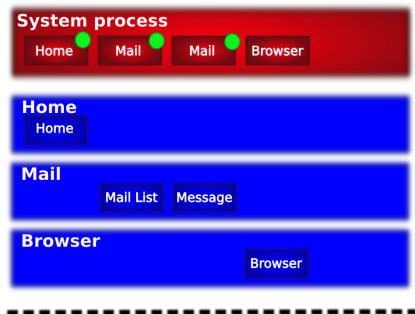 System process
Home Mail Mail Browser
Home
Home
Mail
Mail List Message
Browser
Browser